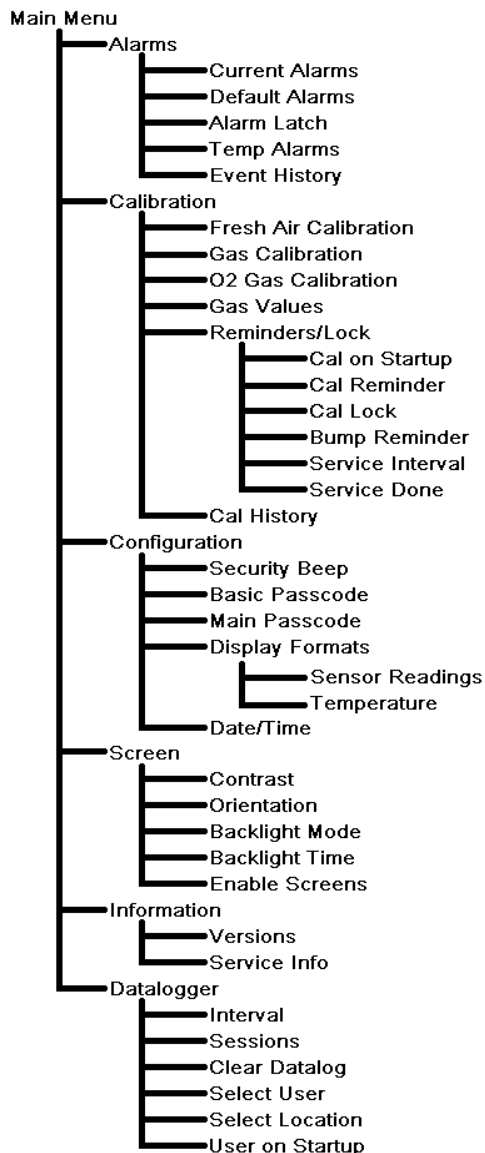 Main Menu
Alarms
Current Alarms
Default Alarms
Alarm Latch
Temp Alarms
Event History
Calibration
Fresh Air Calibration
Gas Calibration
O2 Gas Calibration
Gas Values
Reminders/Lock
Cal on Startup
Cal Reminder
Cal Lock
Bump Reminder
Service Interval
Service Done
Cal History
Configuration
Security Beep
Basic Passcode
Main Passcode
Display Formats
Sensor Readings
Temperature
Date/Time
Screen
Contrast
Orientation
Backlight Mode
Backlight Time
Enable Screens
Information
Versions
Service Info
Datalogger
Interval
Sessions
Clear Datalog
Select User
Select Location
User on Startup